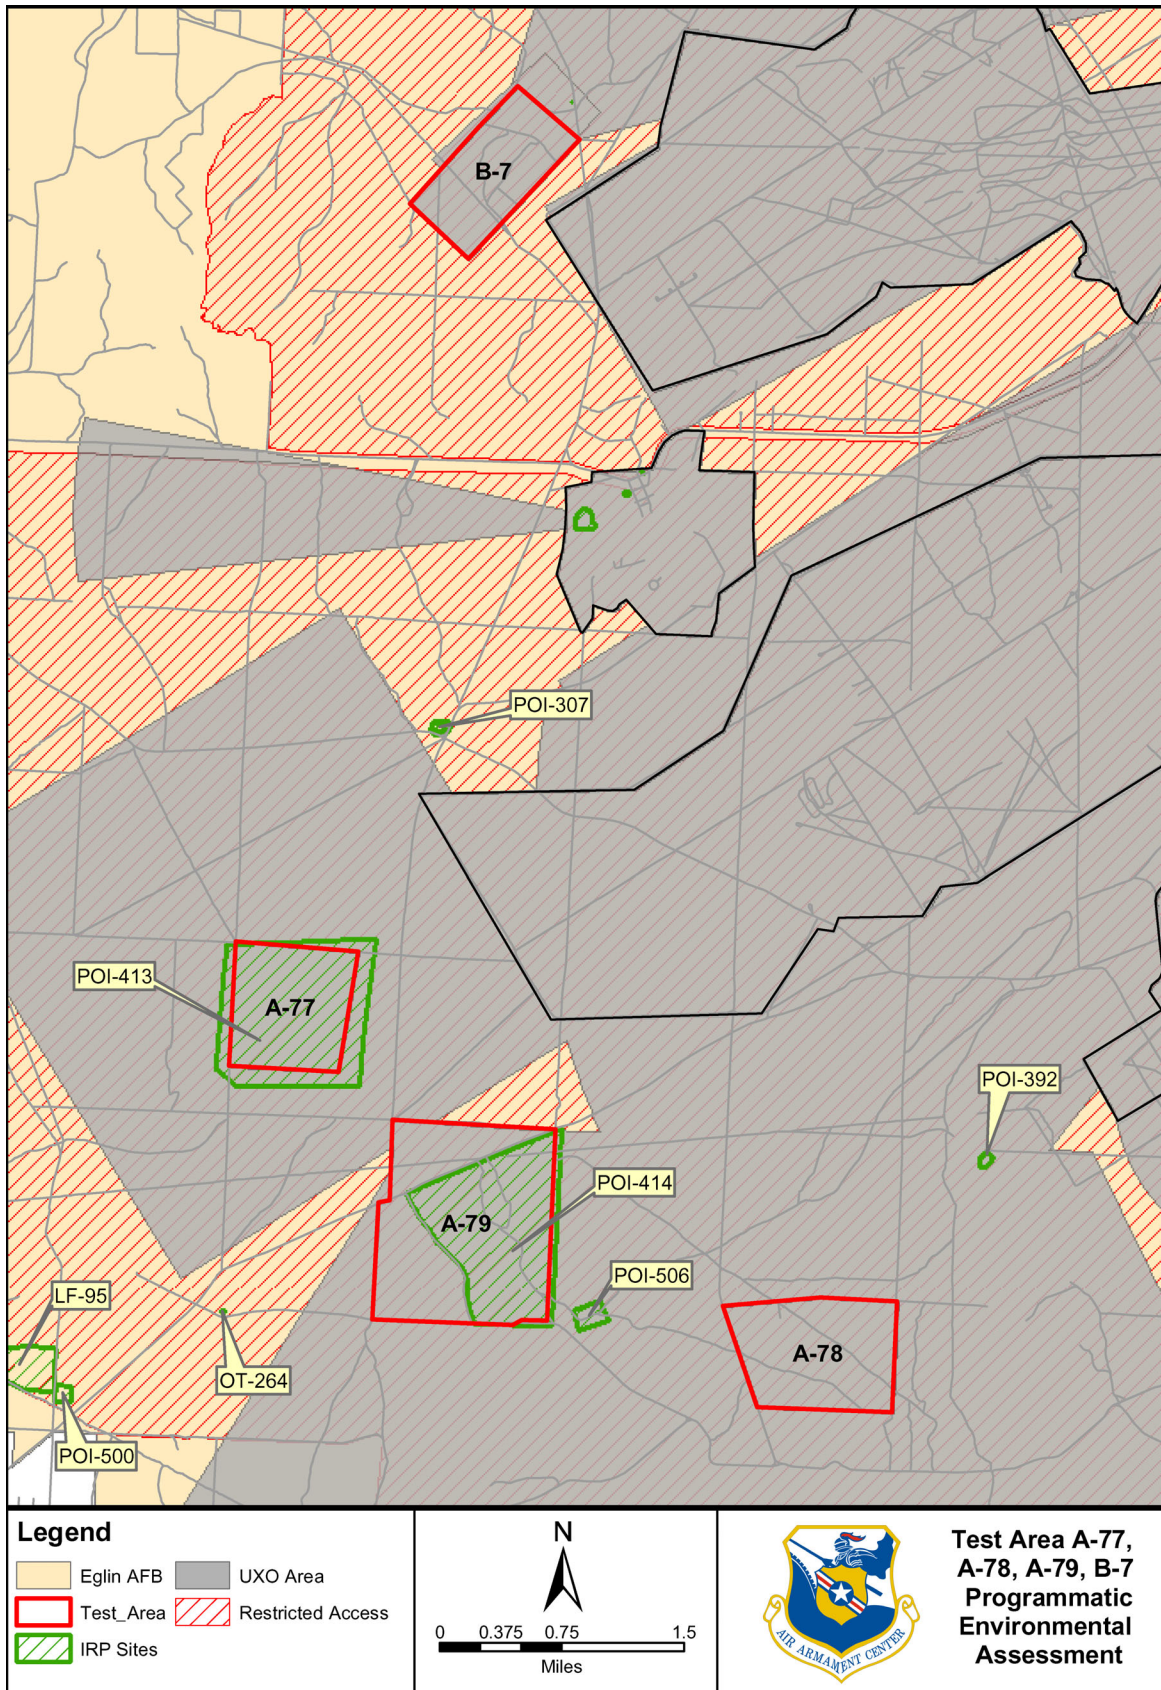 B-7
POI-307
POI-413
A-77
POI-392
POI-414
A-79
POI-506
LF-95
A-78
OT-264
POI-500
Legend
Eglin AFB
UXO Area
Test_Area
Restricted Access
IRP Sites
N
0 0.375 0.75 1.5
Miles
AIR ARMAMENT CENTER
Test Area A-77,
A-78, A-79, B-7
Programmatic
Environmental
Assessment